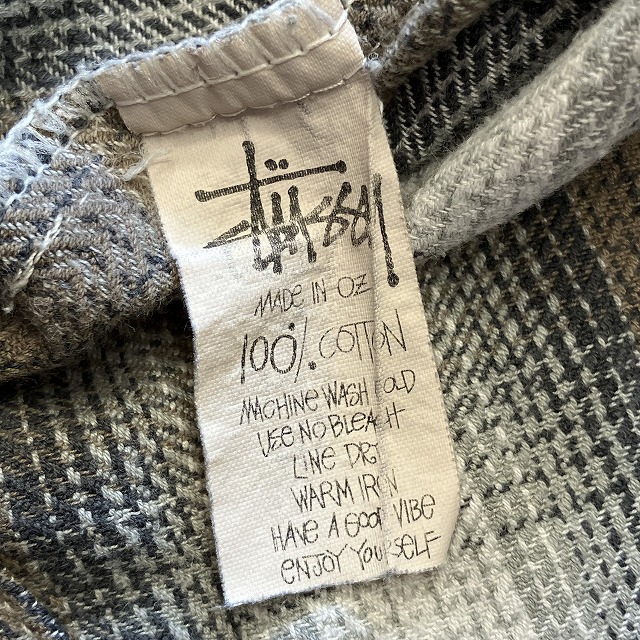 Stüssy
MADE IN OZ
100%. COTTON
MACHINE WASH COLD
USE NO BLEACH
LINE DRY
WARM IRON
HAVE A GOOD VIBE
ENJOY YOURSELF